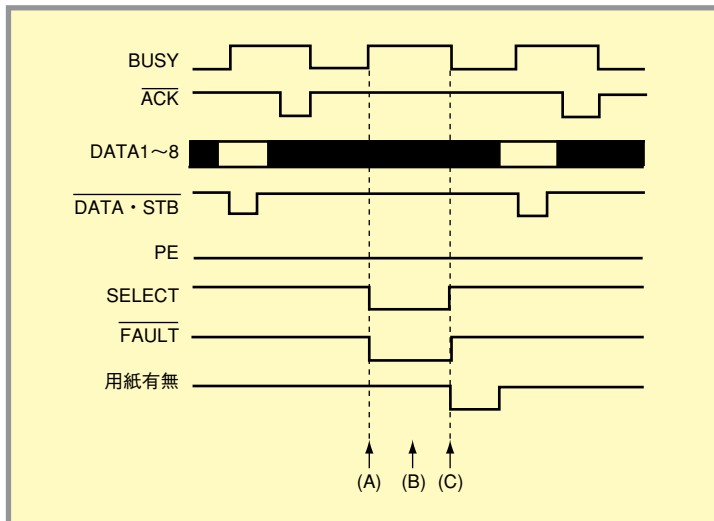 BUSY
ACK
DATA1～8
DATA・STB
PE
SELECT
FAULT
用紙有無
(A) (B) (C)